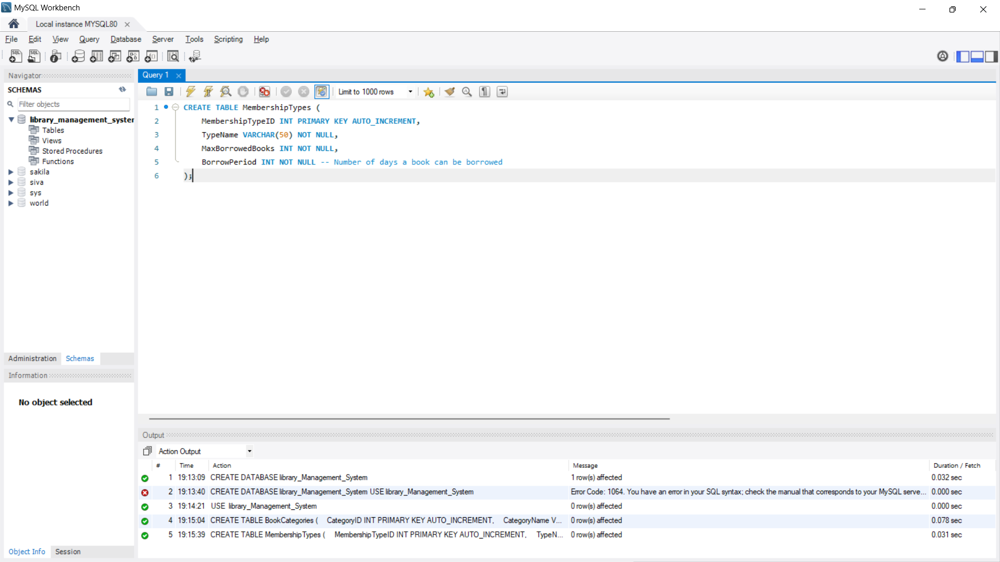 MySQL Workbench
Local instance MYSQL80
File Edit View Query Database Server Tools Scripting Help
Navigator
SCHEMAS
Filter objects
library_management_syster
Tables
Views
Stored Procedures
Functions
sakila
siva
sys
world
Administration Schemas
Information
No object selected
Object Info Session
Query 1
Limit to 1000 rows
1 CREATE TABLE MembershipTypes (
2 MembershipTypeID INT PRIMARY KEY AUTO_INCREMENT,
3 TypeName VARCHAR(50) NOT NULL,
4 MaxBorrowedBooks INT NOT NULL,
5 BorrowPeriod INT NOT NULL -- Number of days a book can be borrowed
6 );
Output
Action Output
# Time Action Message Duration / Fetch
1 19:13:09 CREATE DATABASE library_Management_System 1 row(s) affected 0.032 sec
2 19:13:40 CREATE DATABASE library_Management_System USE library_Management_System Error Code: 1064. You have an error in your SQL syntax; check the manual that corresponds to your MySQL serve... 0.000 sec
3 19:14:21 USE library_Management_System 0 row(s) affected 0.000 sec
4 19:15:04 CREATE TABLE BookCategories ( CategoryID INT PRIMARY KEY AUTO_INCREMENT, CategoryName V... 0 row(s) affected 0.078 sec
5 19:15:39 CREATE TABLE MembershipTypes ( MembershipTypeID INT PRIMARY KEY AUTO_INCREMENT, TypeN... 0 row(s) affected 0.031 sec